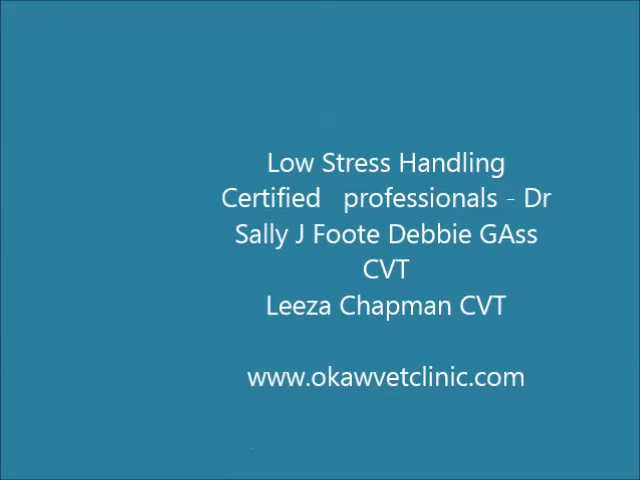 Low Stress Handling
Certified   professionals - Dr
Sally J Foote Debbie GAss
CVT
Leeza Chapman CVT
www.okawvetclinic.com